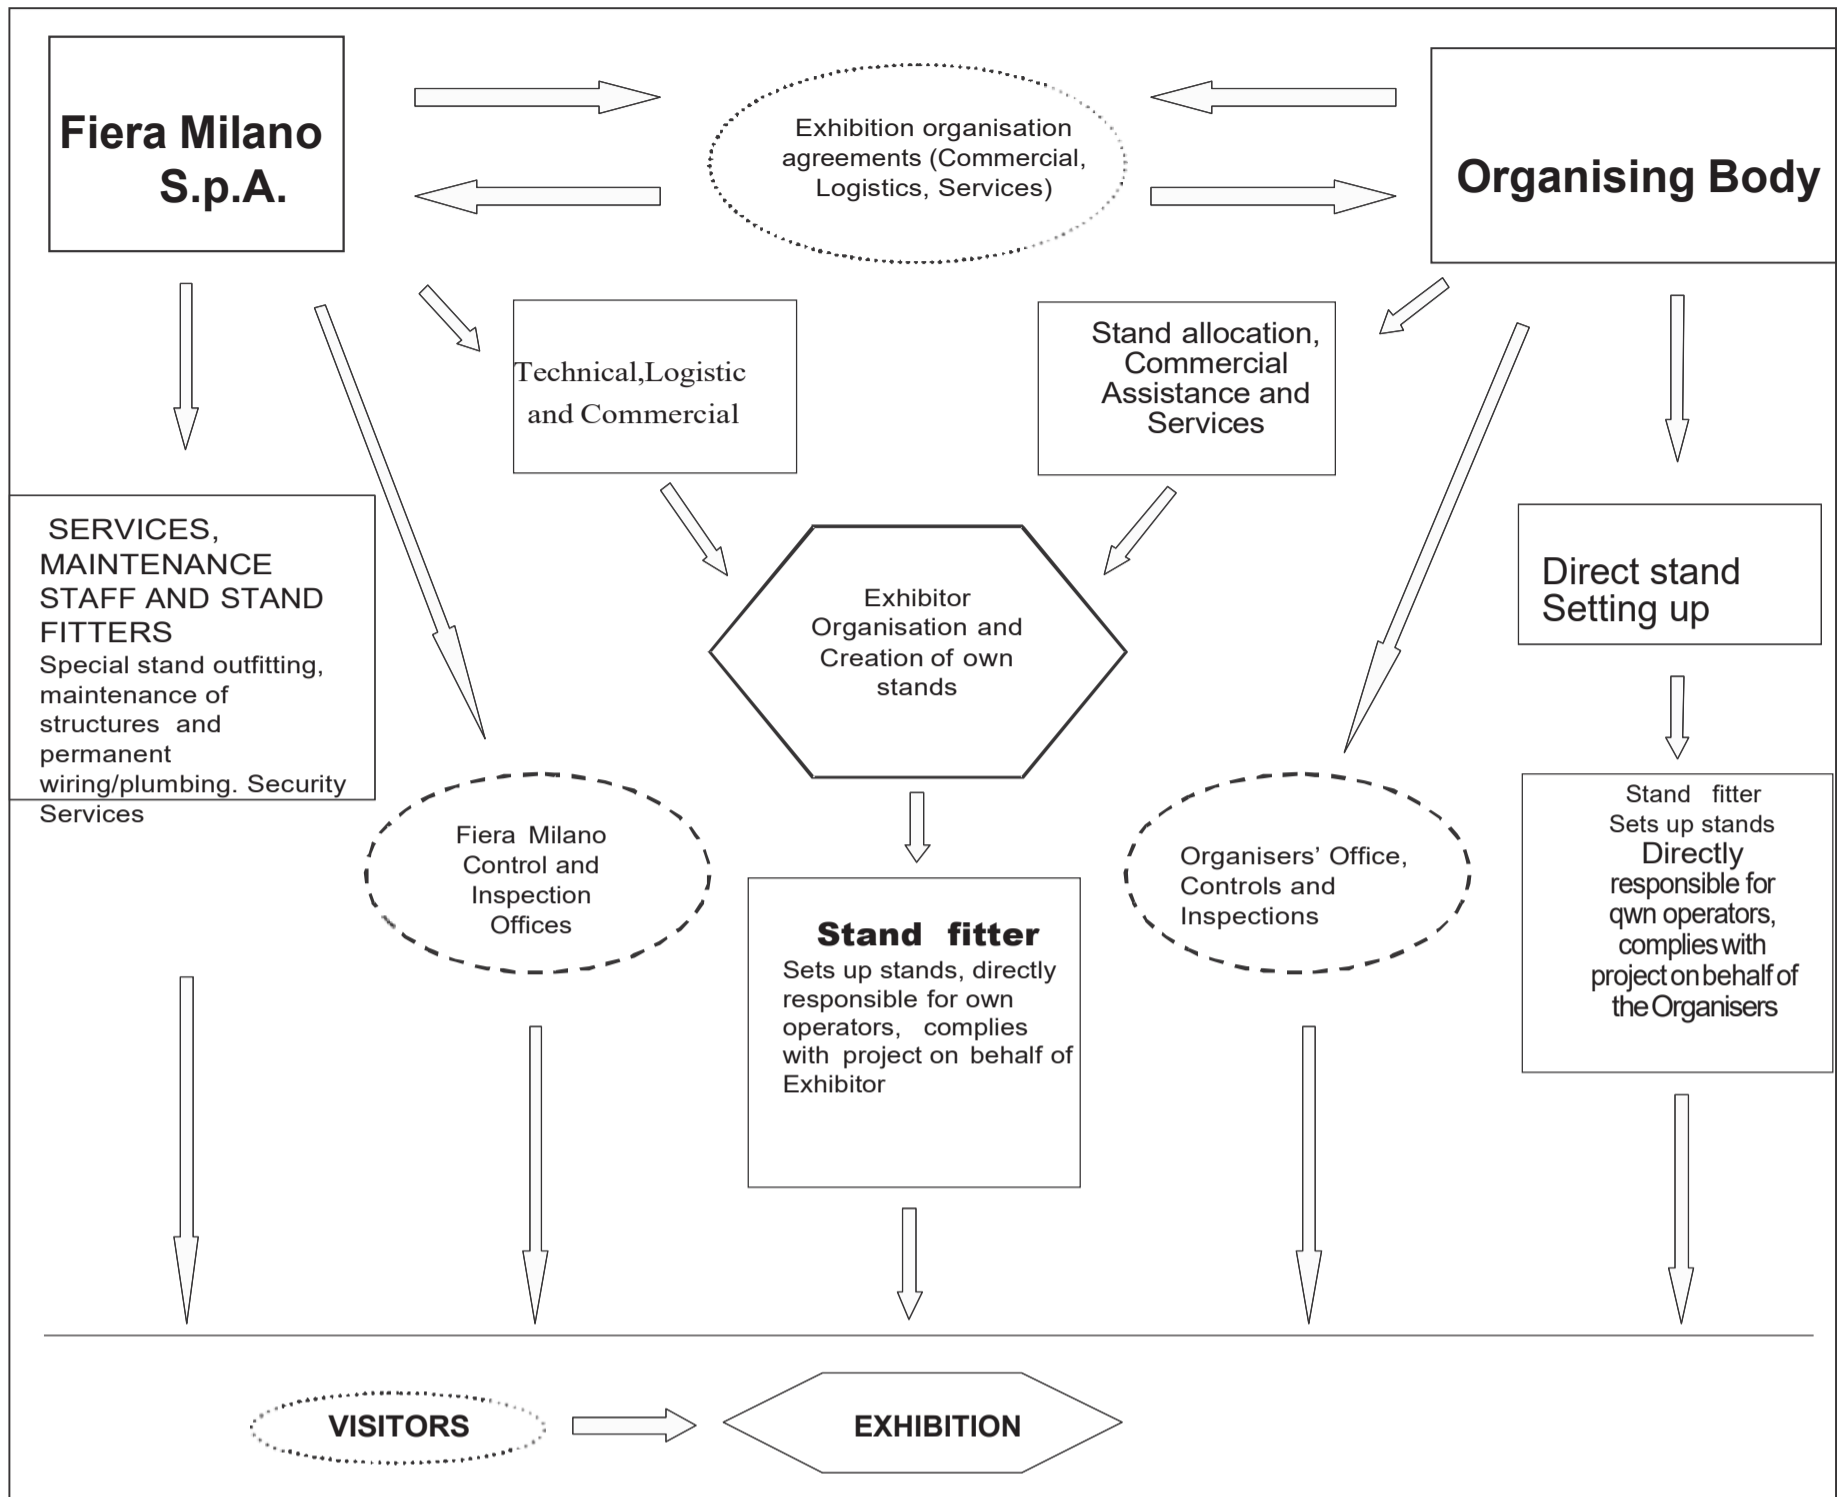 Fiera Milano
S.p.A.
Exhibition organisation
agreements (Commercial,
Logistics, Services)
Organising Body
Technical,Logistic
and Commercial
Stand allocation,
Commercial
Assistance and
Services
SERVICES,
MAINTENANCE
STAFF AND STAND
FITTERS
Special stand outfitting,
maintenance of
structures and
permanent
wiring/plumbing. Security
Services
Exhibitor
Organisation and
Creation of own
stands
Direct stand
Setting up
Fiera Milano
Control and
Inspection
Offices
Stand fitter
Sets up stands, directly
responsible for own
operators, complies
with project on behalf of
Exhibitor
Organisers’ Office,
Controls and
Inspections
Stand fitter
Sets up stands
Directly
responsible for
qwn operators,
complies with
project on behalf of
the Organisers
VISITORS
EXHIBITION